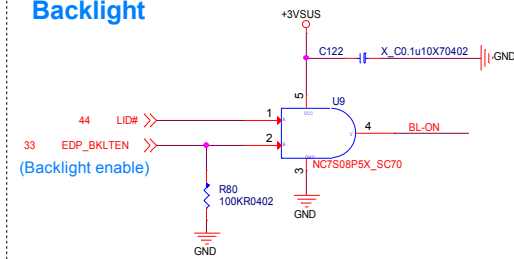 Backlight
+3VSUS
C122 X_C0.1u10X70402
GND
5 U9
VCC
44 LID# 1 A
4 BL-ON
33 EDP_BKLTEN 2
(Backlight enable)
3 NC7S08P5X_SC70
R80
100KR0402
GND
GND